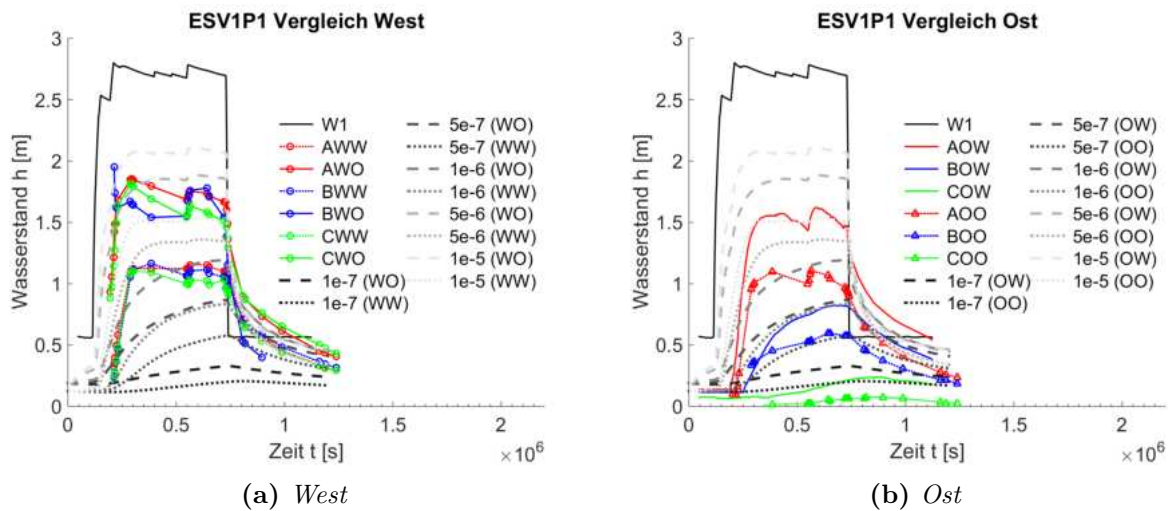 ESV1P1 Vergleich West
Wasserstand h [m]
3
2.5
2
1.5
1
0.5
0
W1
AWW
AWO
BWW
BWO
CWW
CWO
1e-7 (WO)
1e-7 (WW)
5e-7 (WO)
5e-7 (WW)
1e-6 (WO)
1e-6 (WW)
5e-6 (WO)
5e-6 (WW)
1e-5 (WO)
1e-5 (WW)
0 0.5 1 1.5 2
Zeit t [s]
×10^6
(a) West
ESV1P1 Vergleich Ost
Wasserstand h [m]
3
2.5
2
1.5
1
0.5
0
W1
AOW
BOW
COW
AOO
BOO
COO
1e-7 (OW)
1e-7 (OO)
5e-7 (OW)
5e-7 (OO)
1e-6 (OW)
1e-6 (OO)
5e-6 (OW)
5e-6 (OO)
1e-5 (OW)
1e-5 (OO)
0 0.5 1 1.5 2
Zeit t [s]
×10^6
(b) Ost